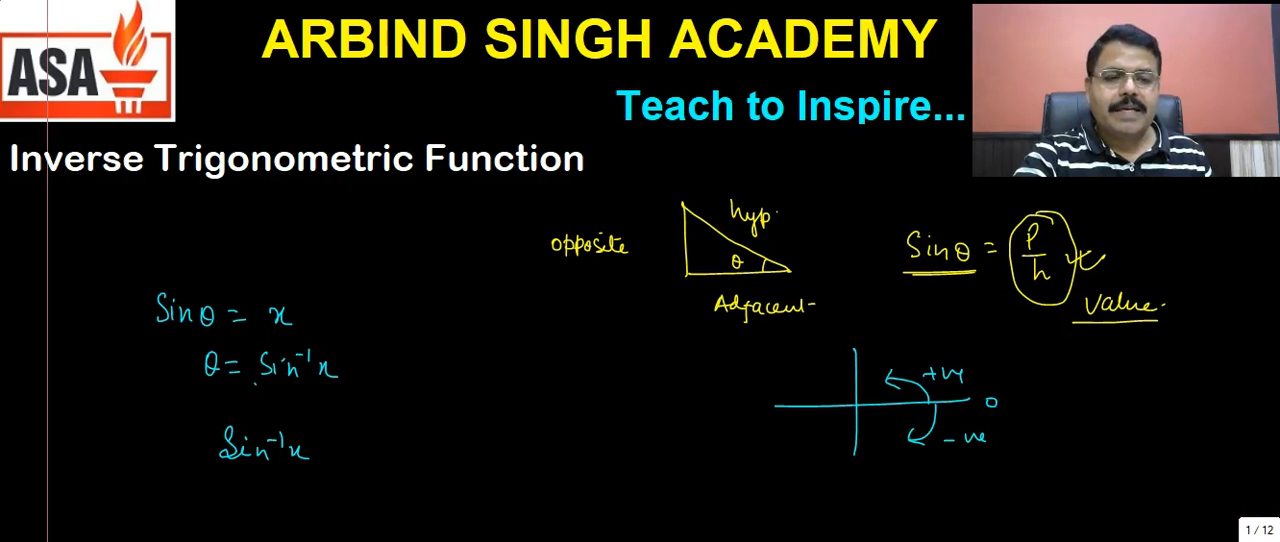 ASA
ARBIND SINGH ACADEMY
Teach to Inspire...
Inverse Trigonometric Function
hyp.
opposite
θ
Adjacent
Sinθ = P/h
value.
Sinθ = x
θ = Sin⁻¹x
Sin⁻¹x
+ve
0
-ve
1 / 12